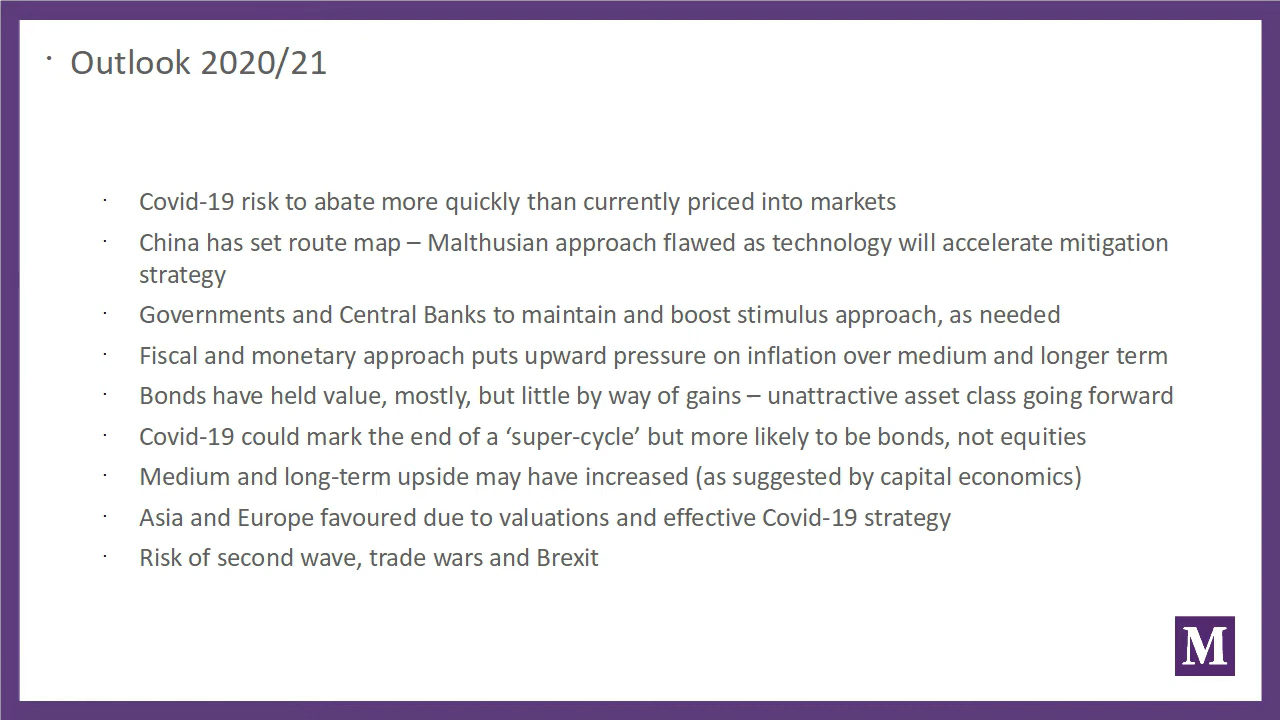 · Outlook 2020/21
· Covid-19 risk to abate more quickly than currently priced into markets
· China has set route map – Malthusian approach flawed as technology will accelerate mitigation
strategy
· Governments and Central Banks to maintain and boost stimulus approach, as needed
· Fiscal and monetary approach puts upward pressure on inflation over medium and longer term
· Bonds have held value, mostly, but little by way of gains – unattractive asset class going forward
· Covid-19 could mark the end of a ‘super-cycle’ but more likely to be bonds, not equities
· Medium and long-term upside may have increased (as suggested by capital economics)
· Asia and Europe favoured due to valuations and effective Covid-19 strategy
· Risk of second wave, trade wars and Brexit
M